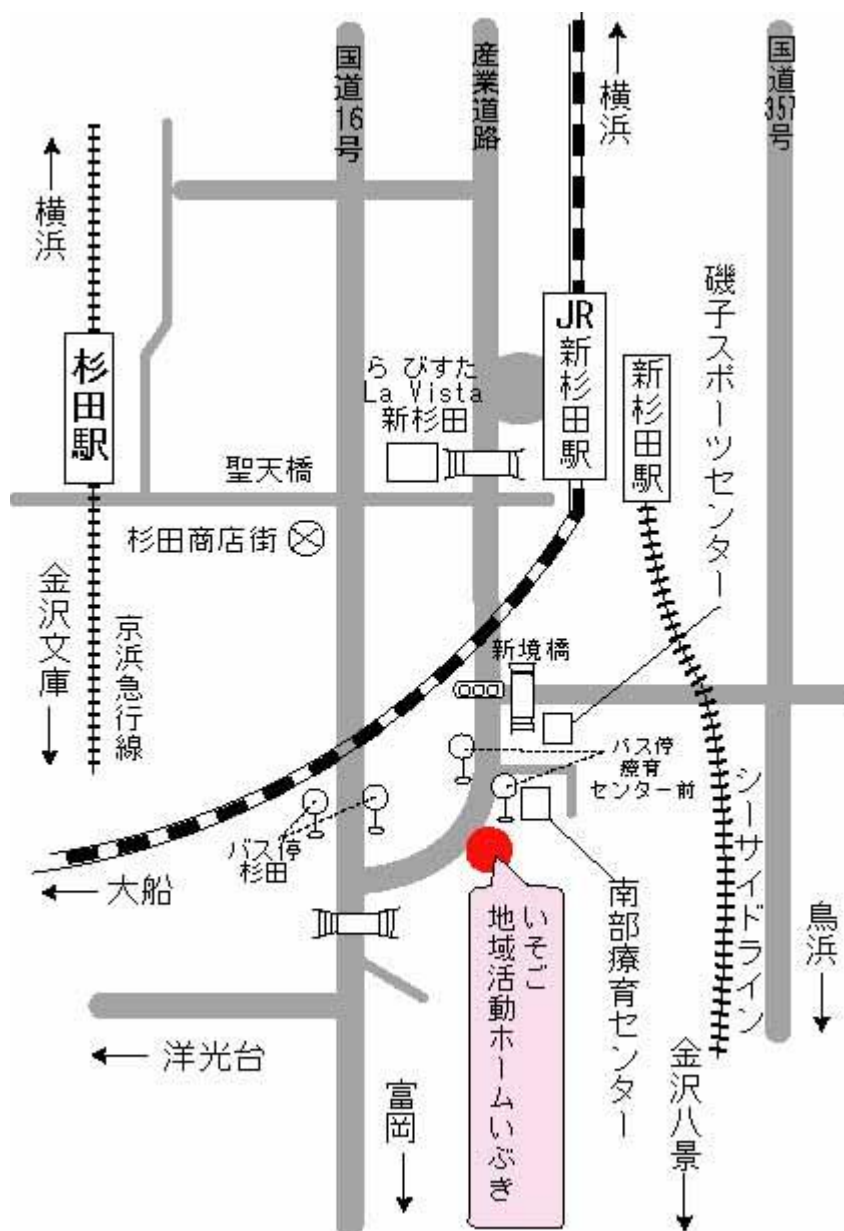 国道16号
産業道路
横浜
国道357号
横浜
杉田駅
JR新杉田駅
新杉田駅
磯子スポーツセンター
ら びすた
La Vista
新杉田
聖天橋
杉田商店街
金沢文庫
京浜急行線
新境橋
バス停
療育
センター前
バス停
杉田
大船
シーサイドライン
鳥浜
いそご
地域活動ホームいぶき
南部療育センター
洋光台
富岡
金沢八景